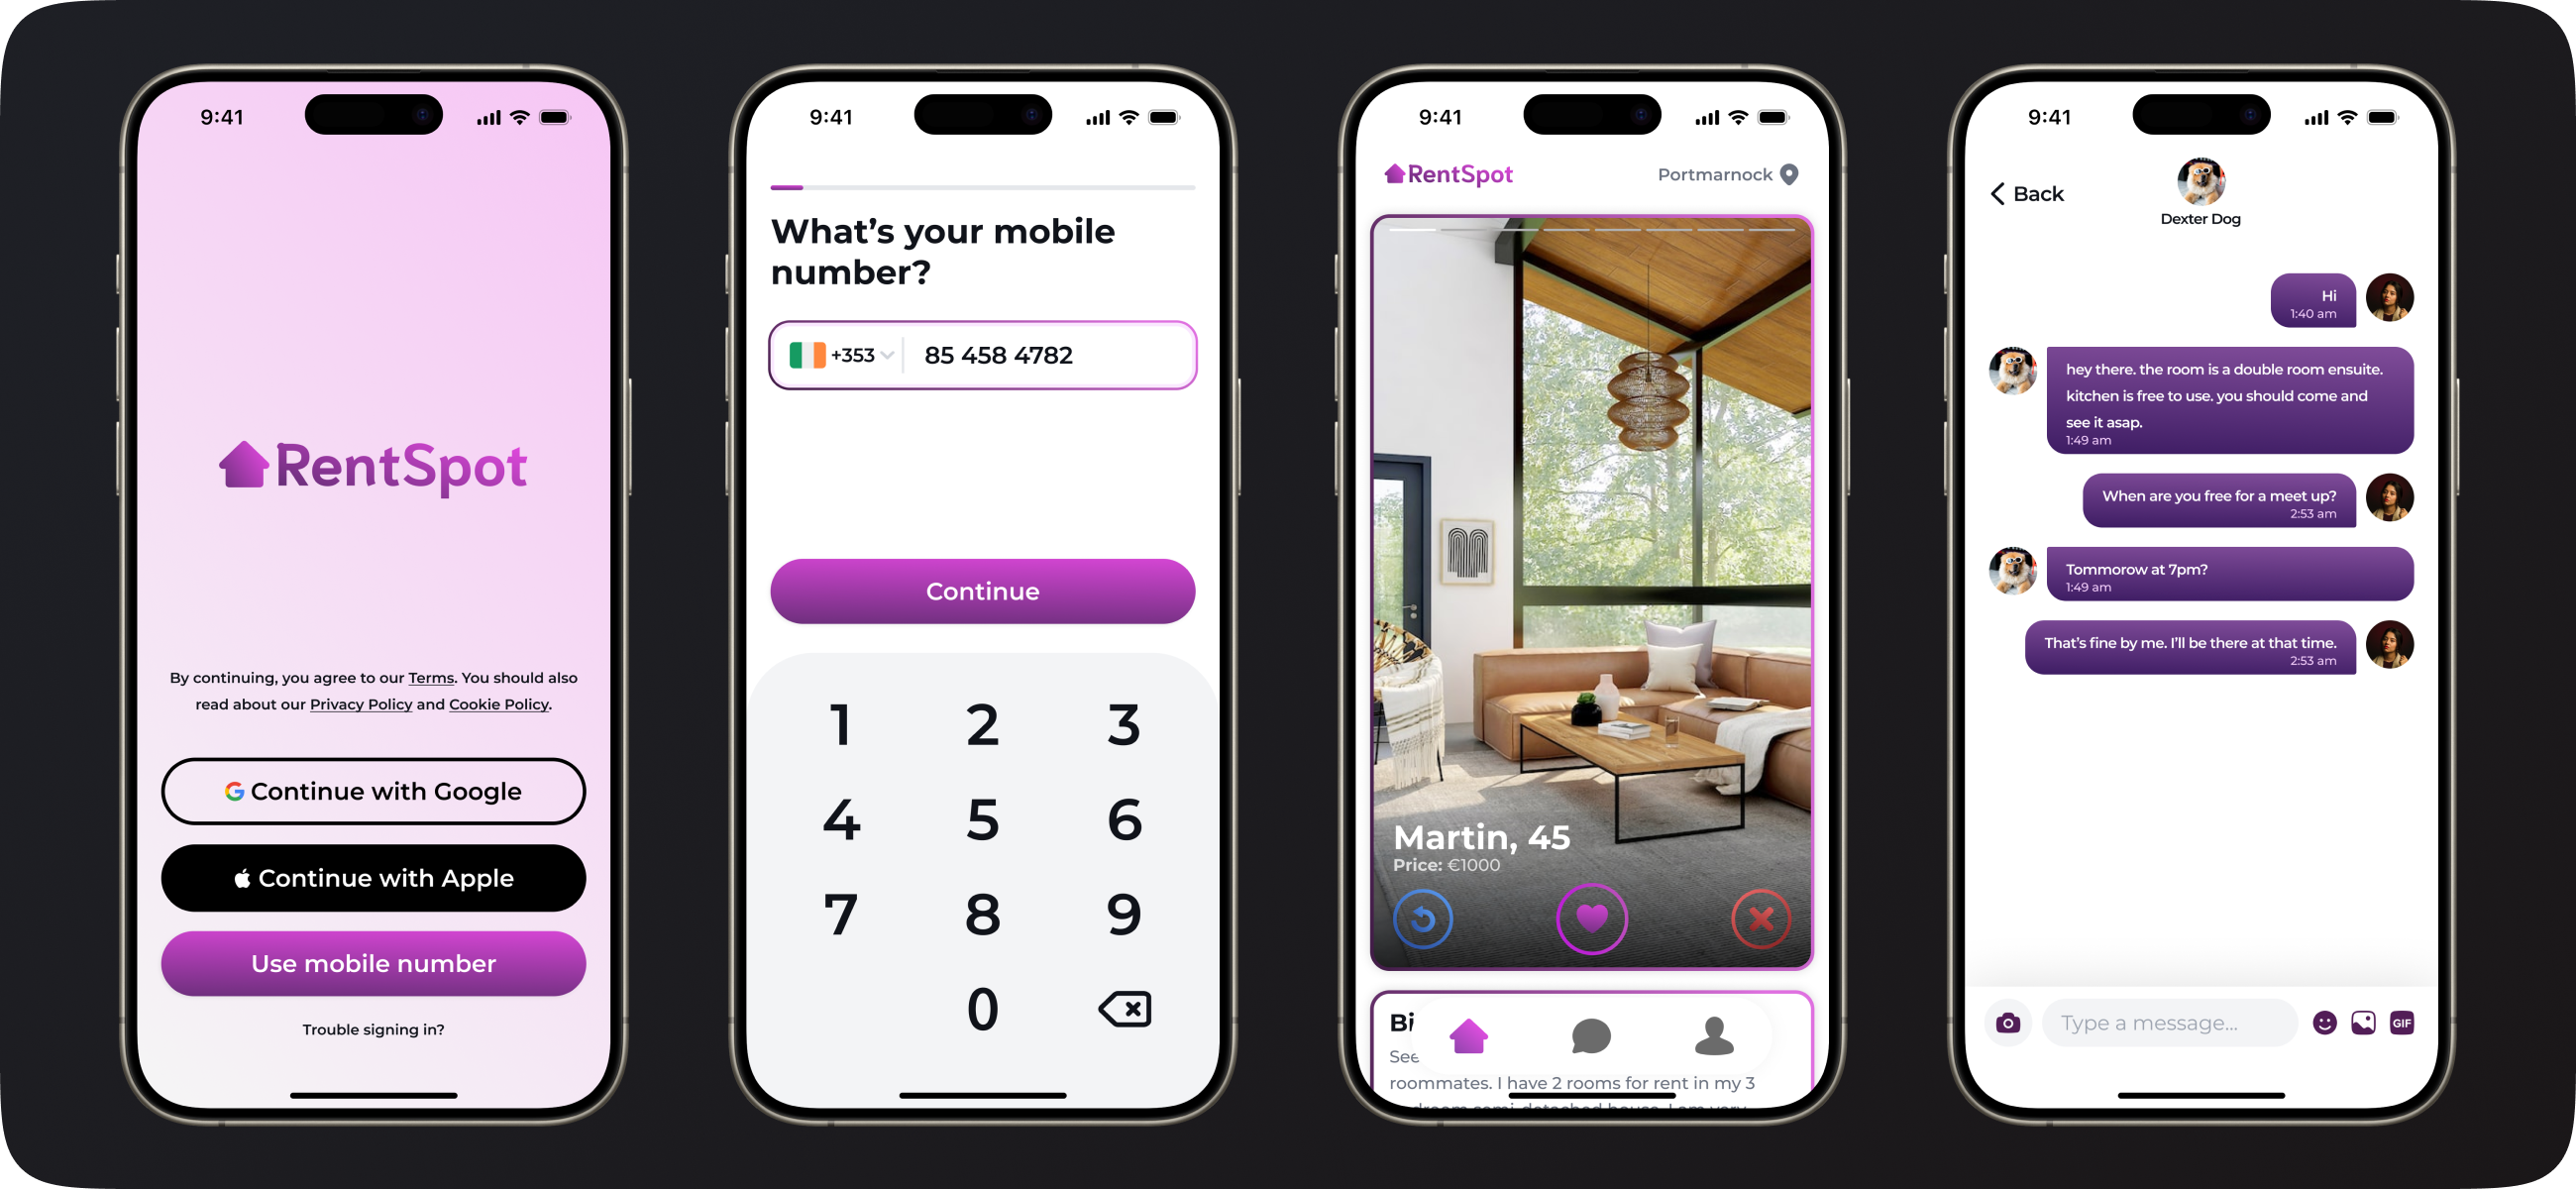 9:41
RentSpot
By continuing, you agree to our Terms. You should also
read about our Privacy Policy and Cookie Policy.
Continue with Google
Continue with Apple
Use mobile number
Trouble signing in?
9:41
What's your mobile
number?
+353
85 458 4782
Continue
1 2 3
4 5 6
7 8 9
0
9:41
RentSpot
Portmarnock
Martin, 45
Price: €1000
Bi
See
roommates. I have 2 rooms for rent in my 3
semi-detached house. I am very
9:41
Back
Dexter Dog
Hi
1:40 am
hey there. the room is a double room ensuite.
kitchen is free to use. you should come and
see it asap.
1:49 am
When are you free for a meet up?
2:53 am
Tommorow at 7pm?
1:49 am
That's fine by me. I'll be there at that time.
2:53 am
Type a message...
GIF